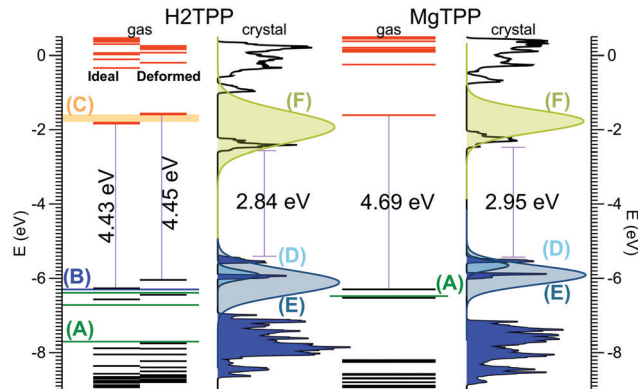 H2TPP MgTPP
gas crystal gas crystal
0 0
Ideal Deformed
(C) (F) (F)
-2 -2
4.43 eV 4.45 eV 2.84 eV 4.69 eV 2.95 eV
E (eV) E (eV)
-4 -4
(D) (D)
(B) (A)
-6 -6
(E) (E)
(A)
-8 -8